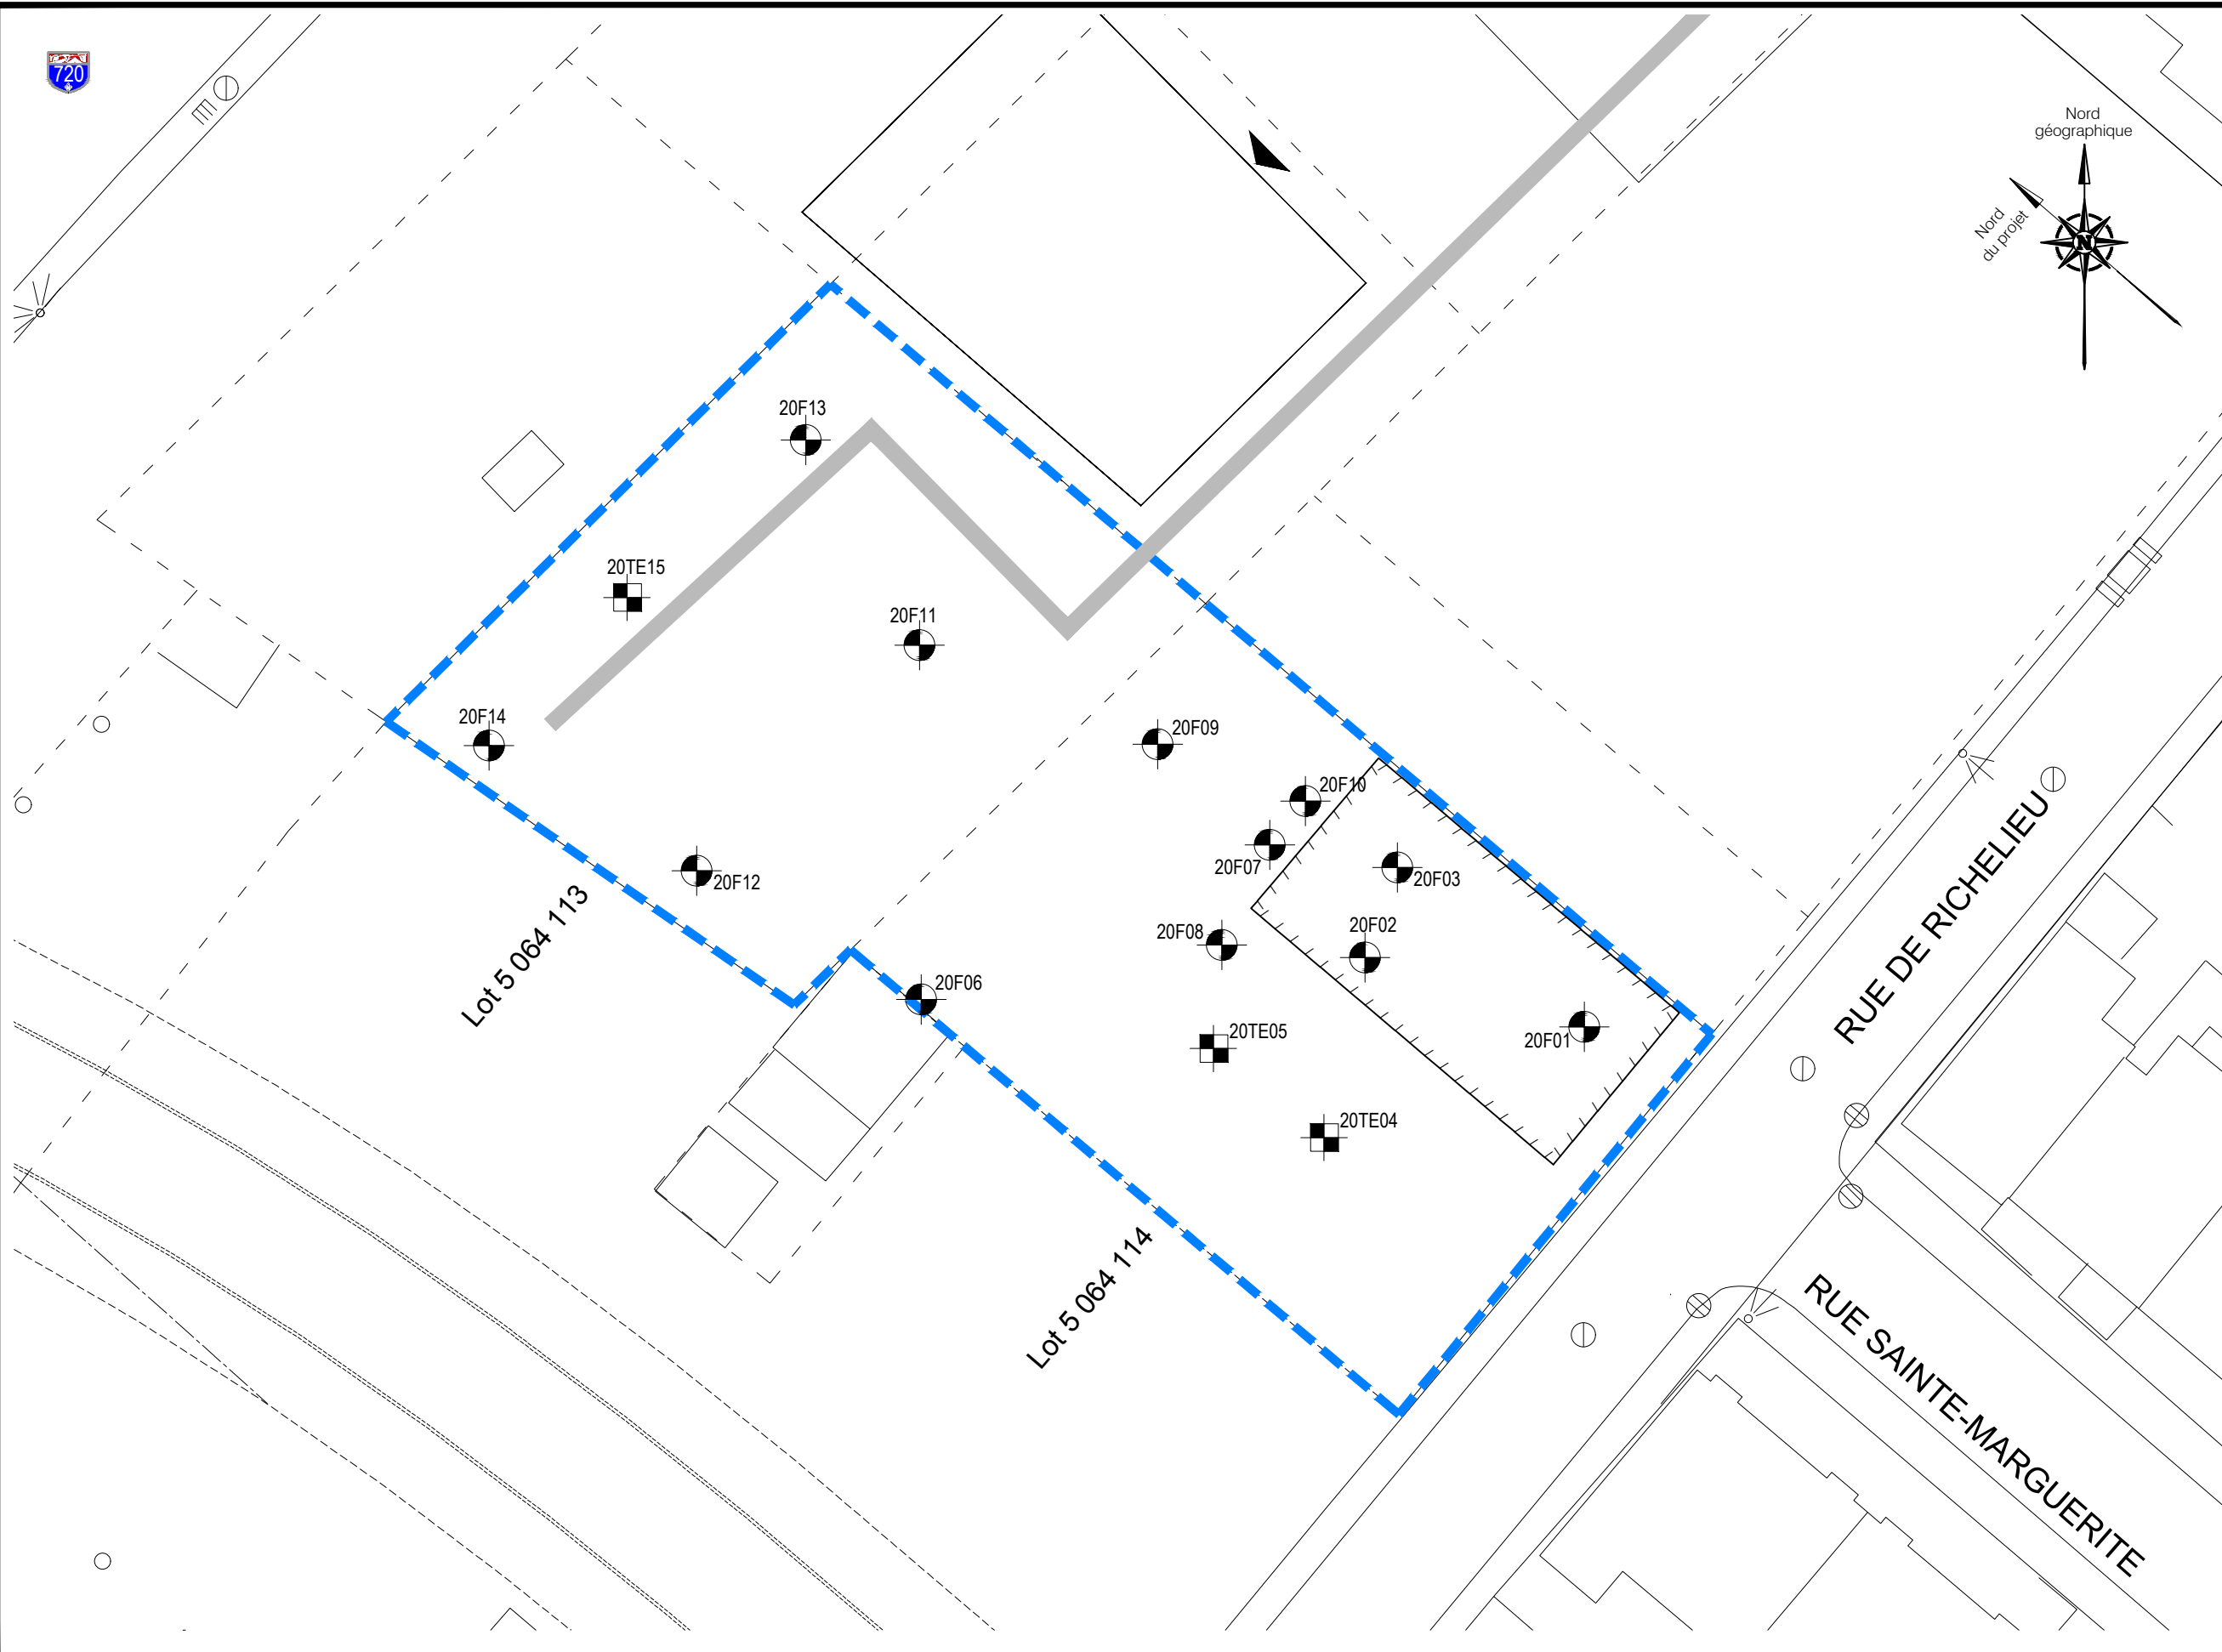 720
Nord
géographique
Nord
du projet
20F13
20TE15
20F11
20F14
20F09
20F10
20F07
20F03
20F12
20F08
20F02
20F06
20TE05
20F01
20TE04
Lot 5 064 113
Lot 5 064 114
RUE DE RICHELIEU
RUE SAINTE-MARGUERITE
N